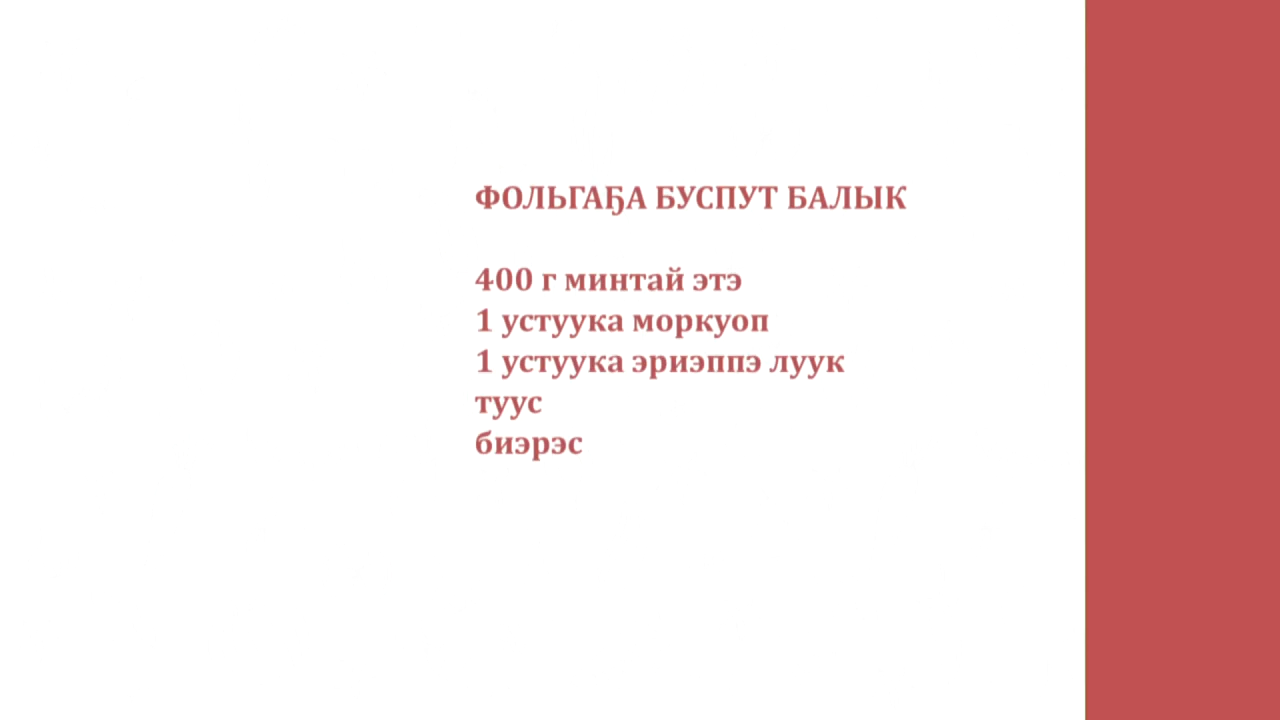 ФОЛЬГАҔА БУСПУТ БАЛЫК
400 г минтай этэ
1 устуука моркуоп
1 устуука эриэппэ луук
туус
биэрэс